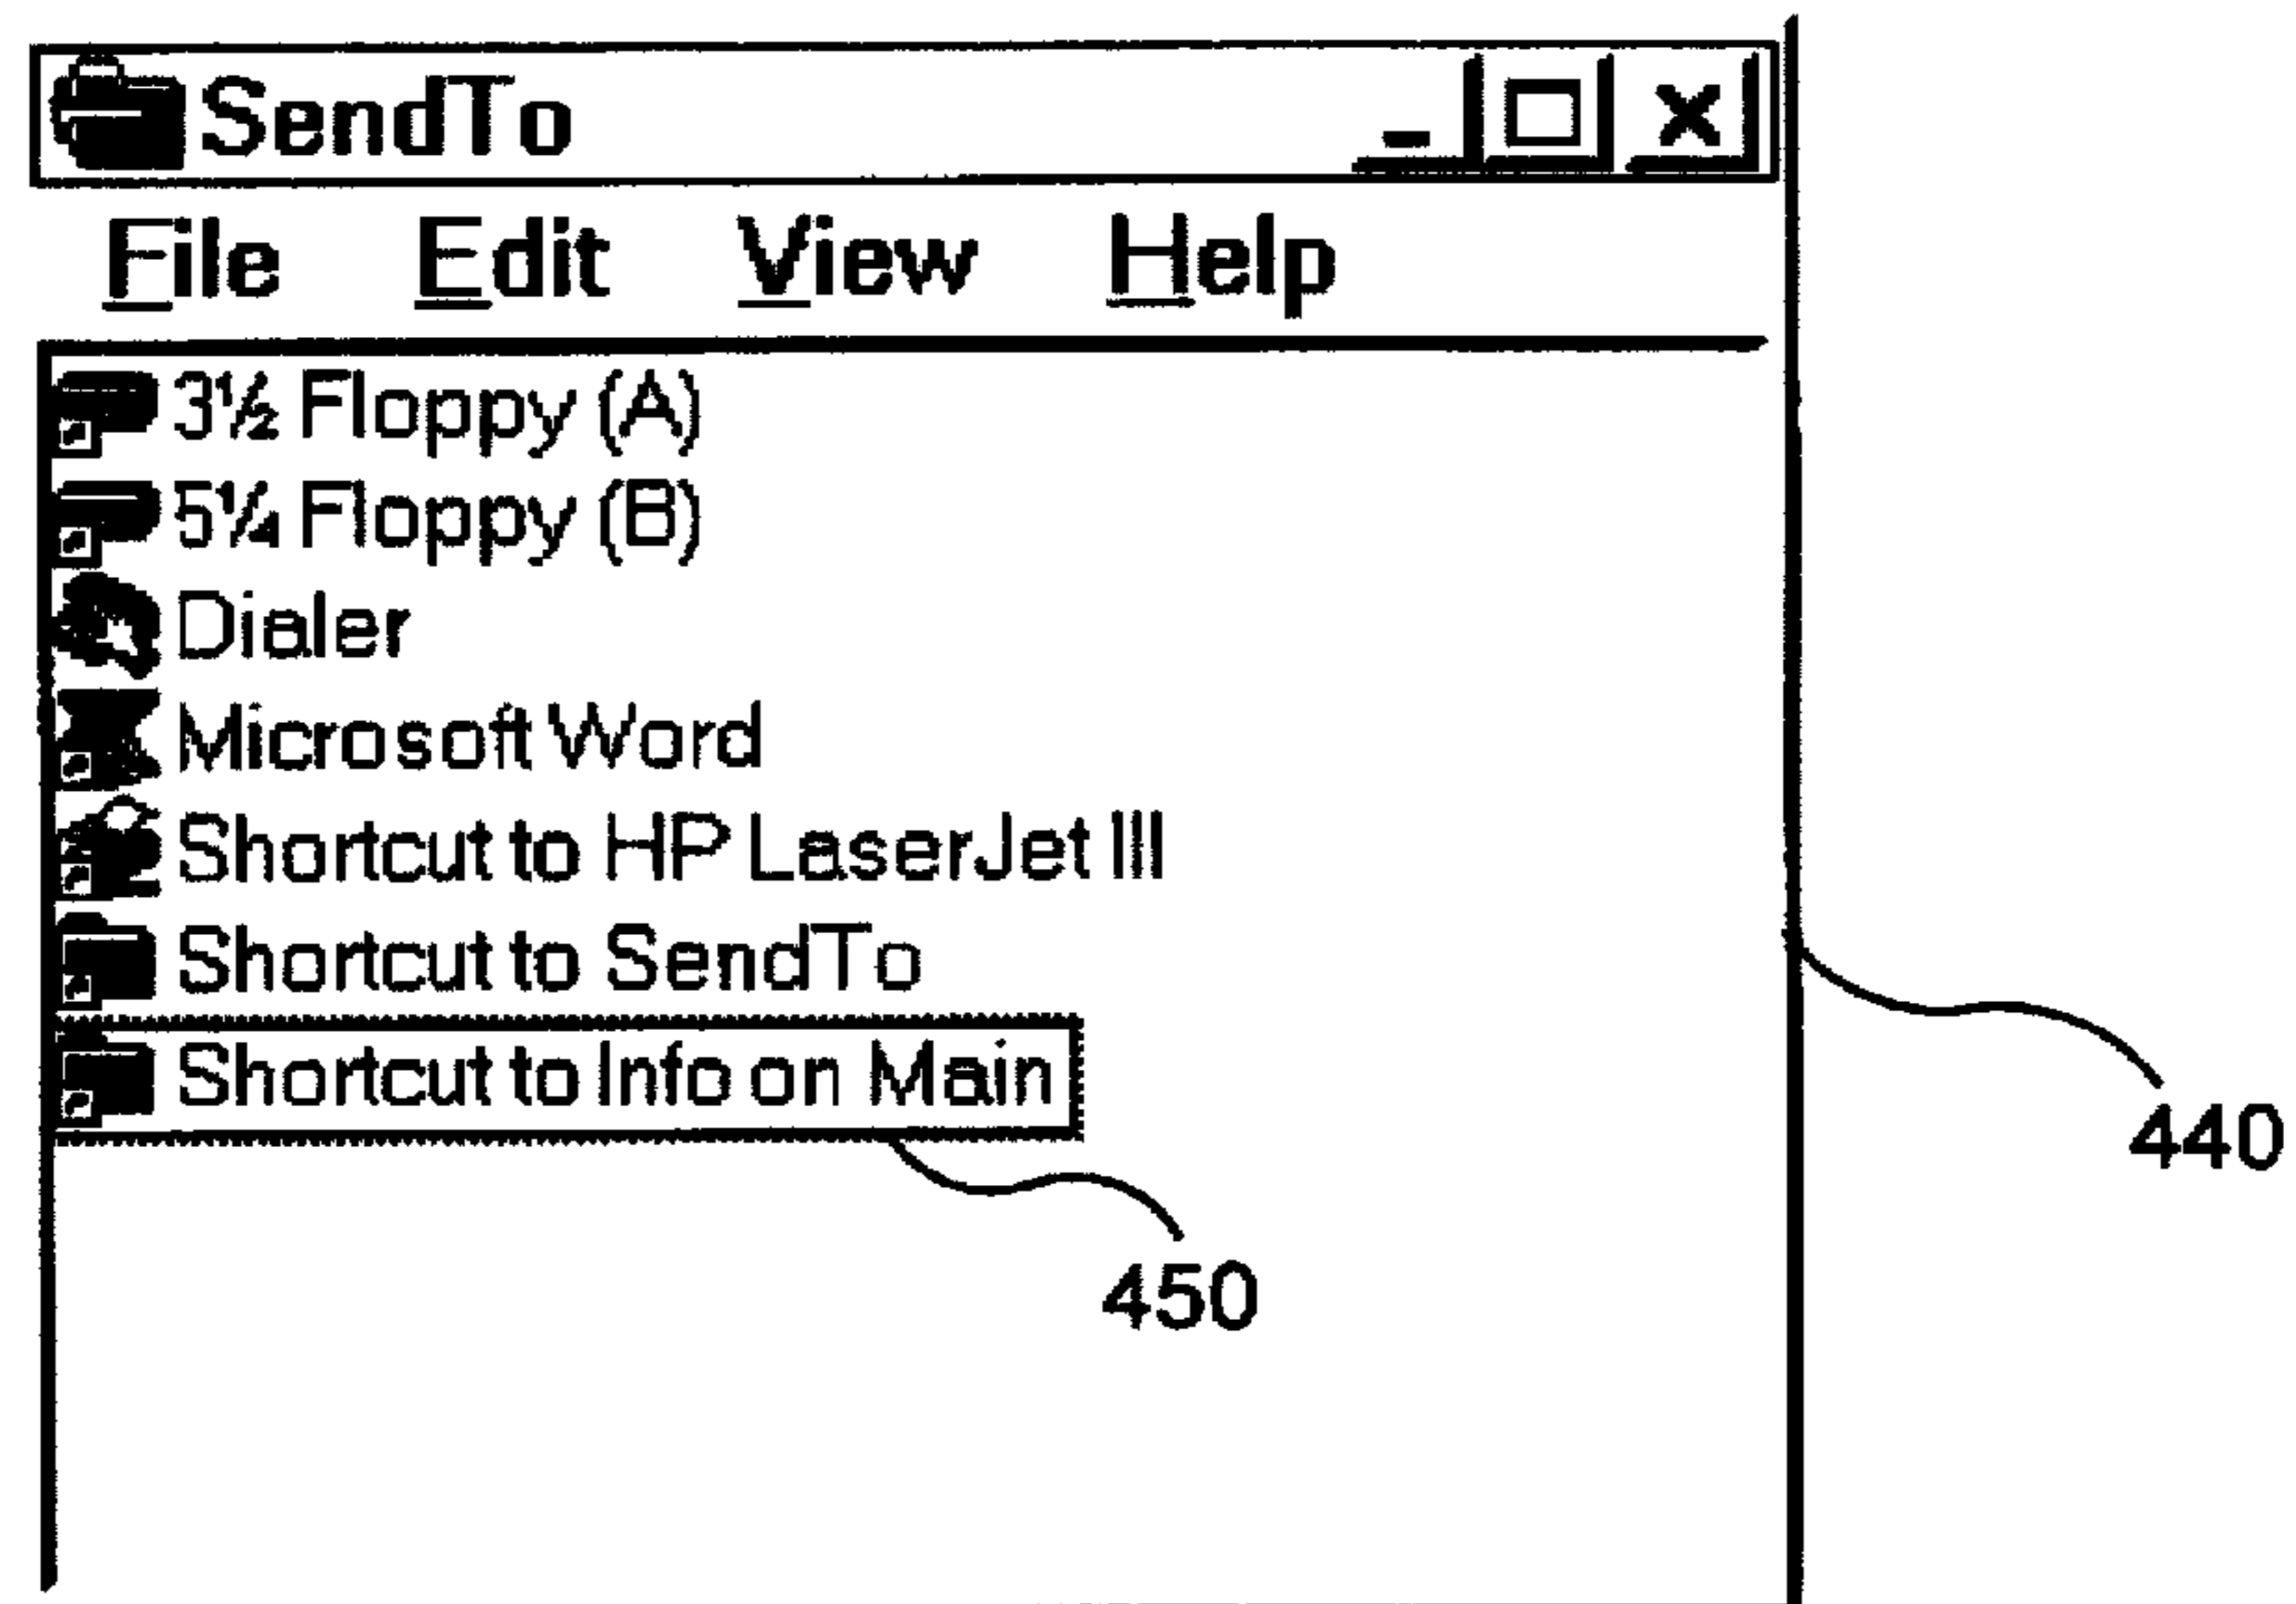 SendTo
File Edit View Help
3½ Floppy (A)
5¼ Floppy (B)
Dialer
Microsoft Word
Shortcut to HP LaserJet III
Shortcut to SendTo
Shortcut to Info on Main
440
450